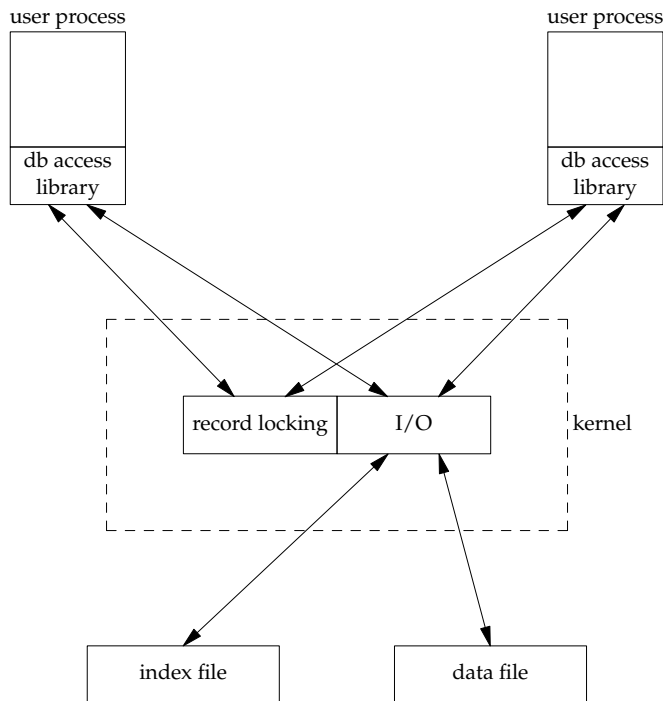 user process
user process
db access
library
db access
library
record locking
I/O
kernel
index file
data file